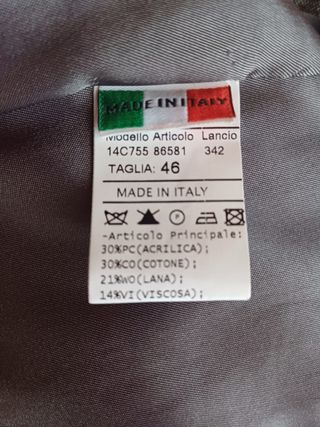 MADE IN ITALY
Modello Articolo Lancio
14C755 86581 342
TAGLIA: 46
MADE IN ITALY
P
-Articolo Principale:
30%PC(ACRILICA);
30%CO(COTONE);
21%WO(LANA);
14%VI(VISCOSA);